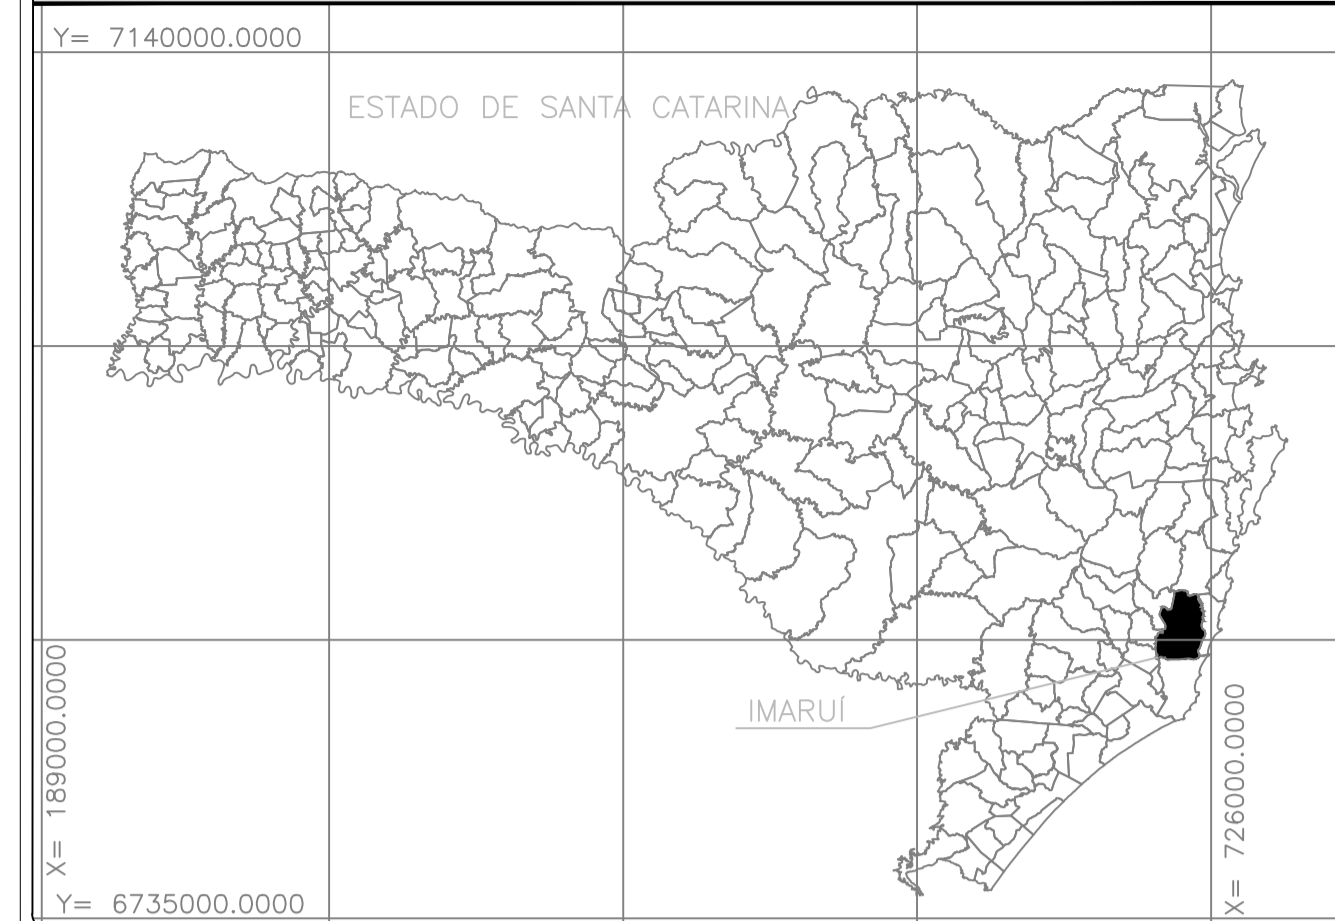 Y= 7140000.0000
ESTADO DE SANTA CATARINA
IMARUÍ
X= 189000.0000
X= 726000.0000
Y= 6735000.0000